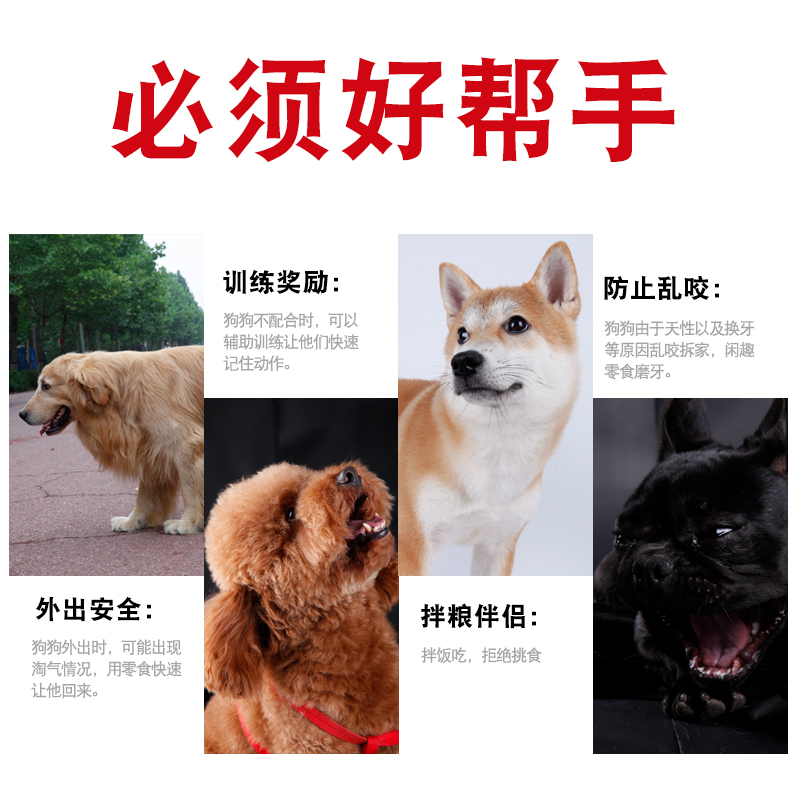 必须好帮手
训练奖励：
狗狗不配合时，可以
辅助训练让他们快速
记住动作。
防止乱咬：
狗狗由于天性以及换牙
等原因乱咬拆家，闲趣
零食磨牙。
外出安全：
狗狗外出时，可能出现
淘气情况，用零食快速
让他回来。
拌粮伴侣：
拌饭吃，拒绝挑食